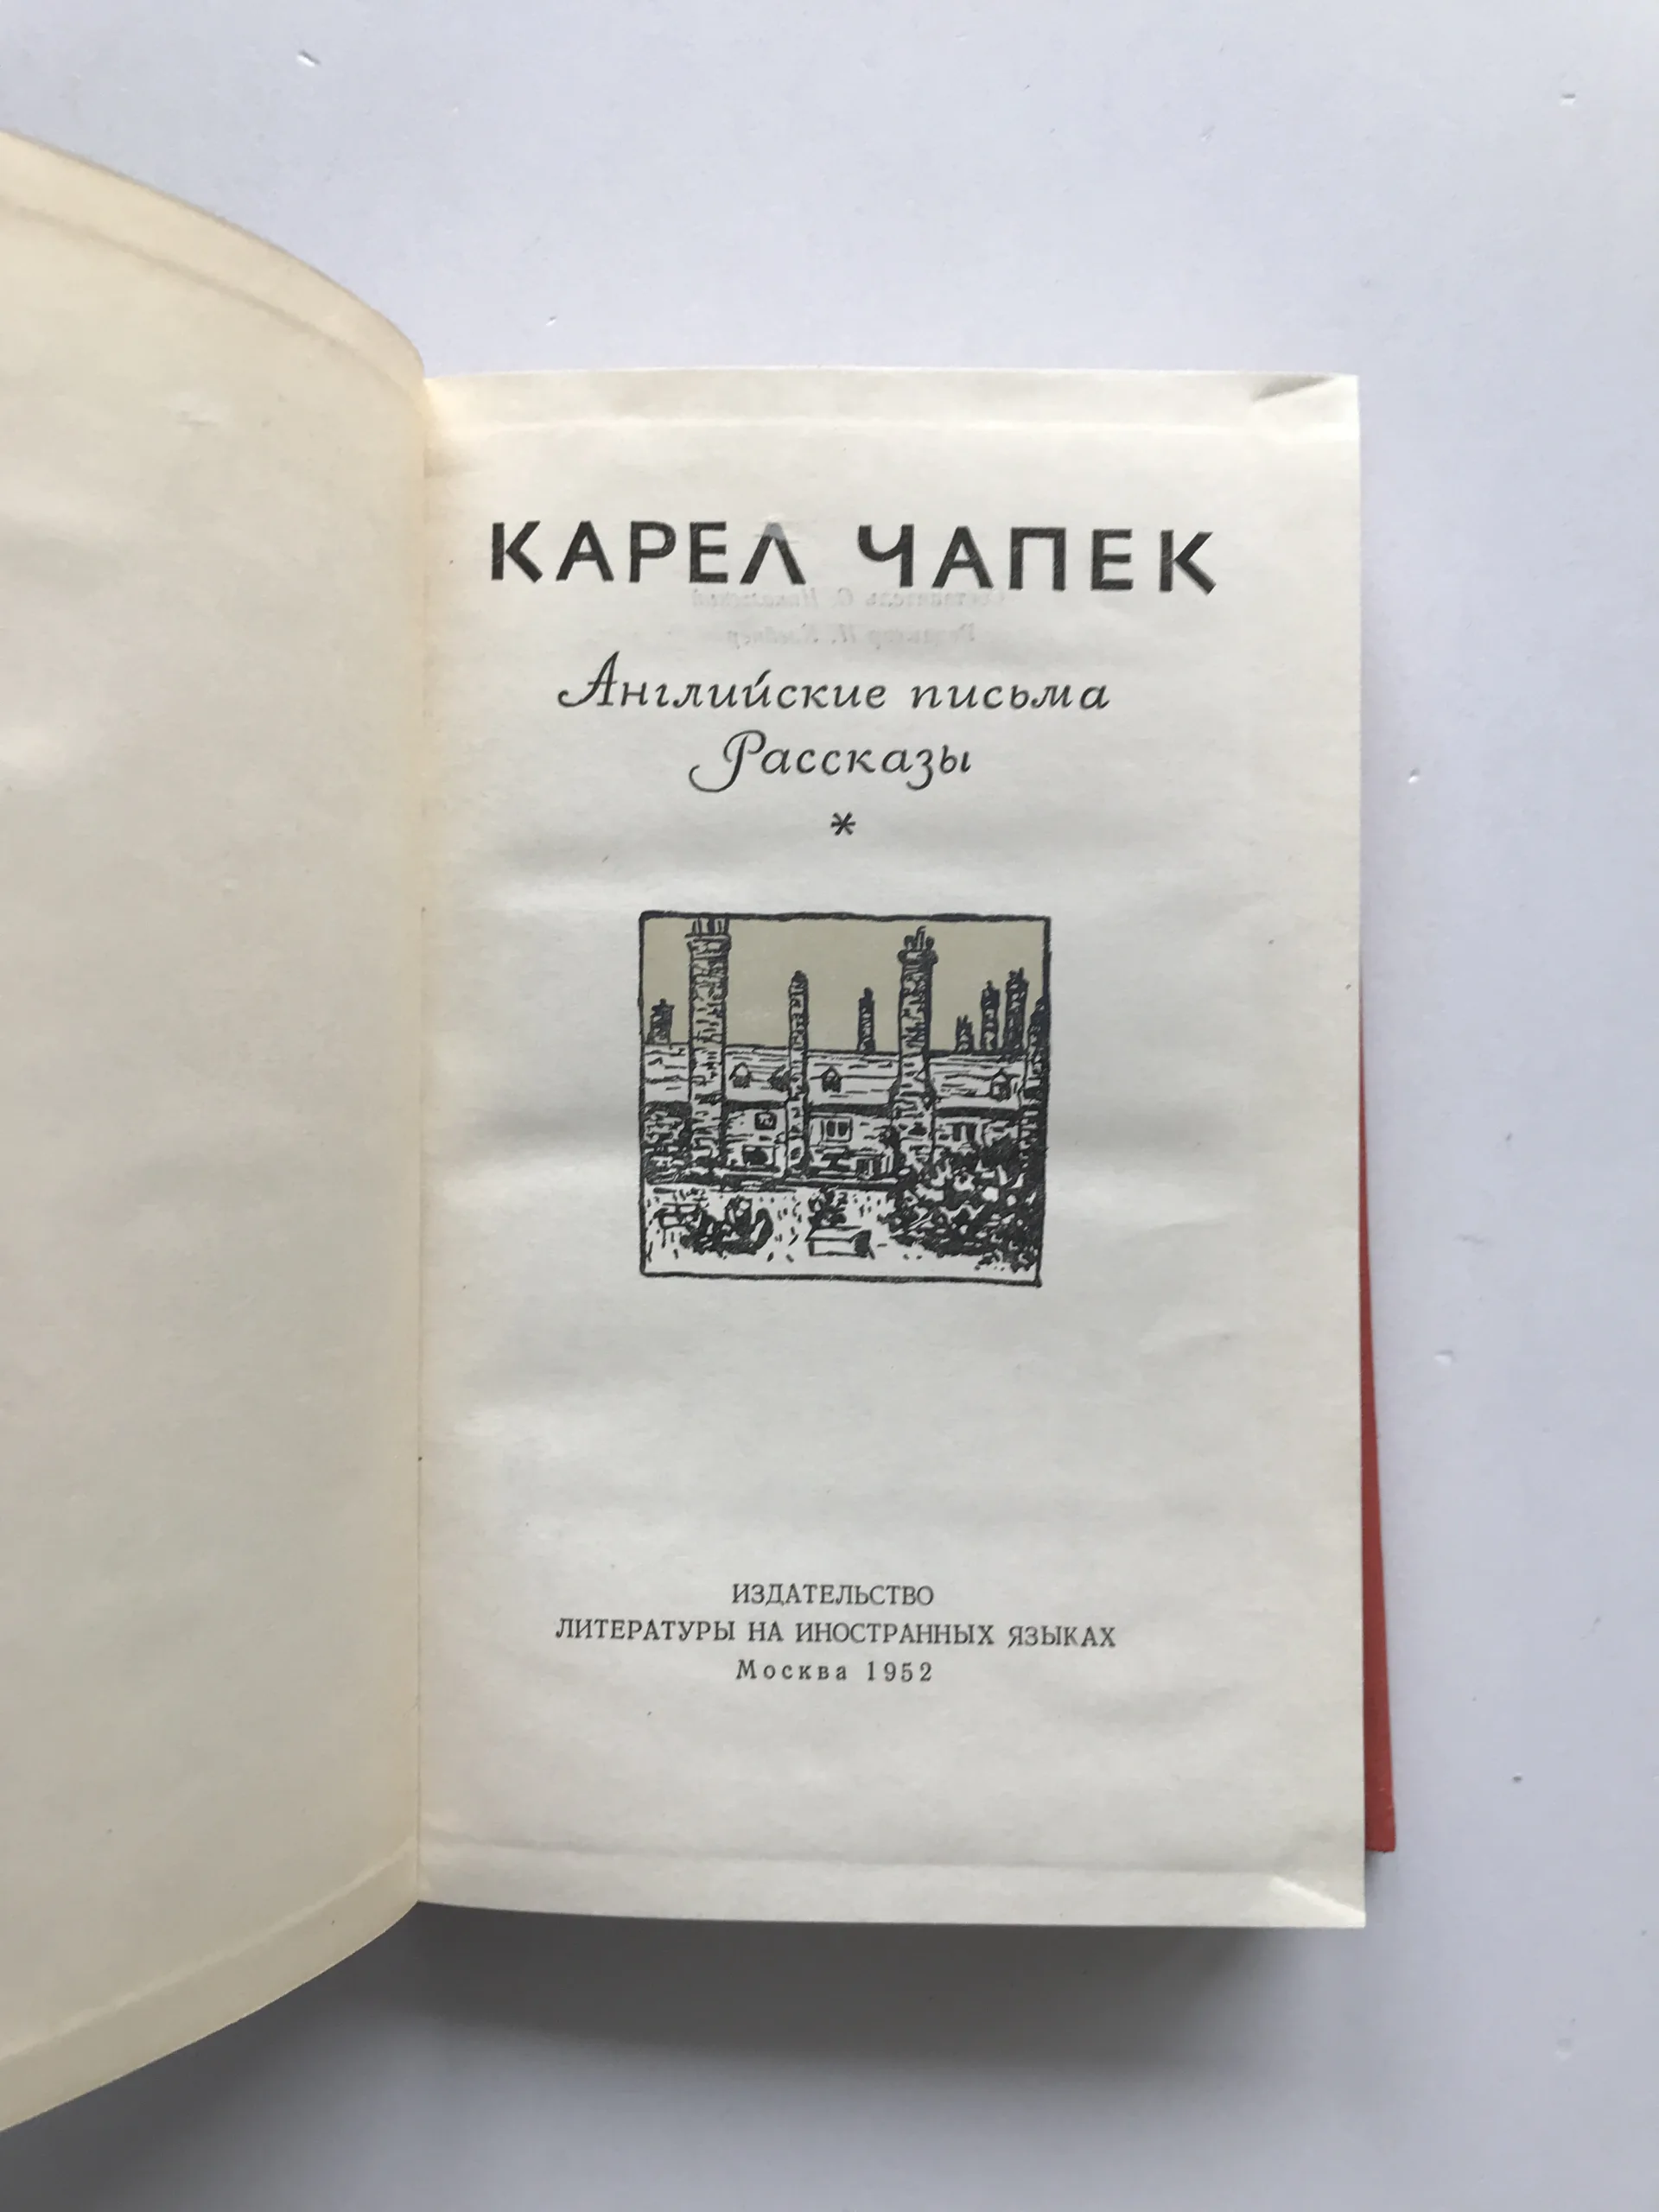 КАРЕЛ ЧАПЕК
Английские письма
Рассказы
*
ИЗДАТЕЛЬСТВО
ЛИТЕРАТУРЫ НА ИНОСТРАННЫХ ЯЗЫКАХ
Москва 1952